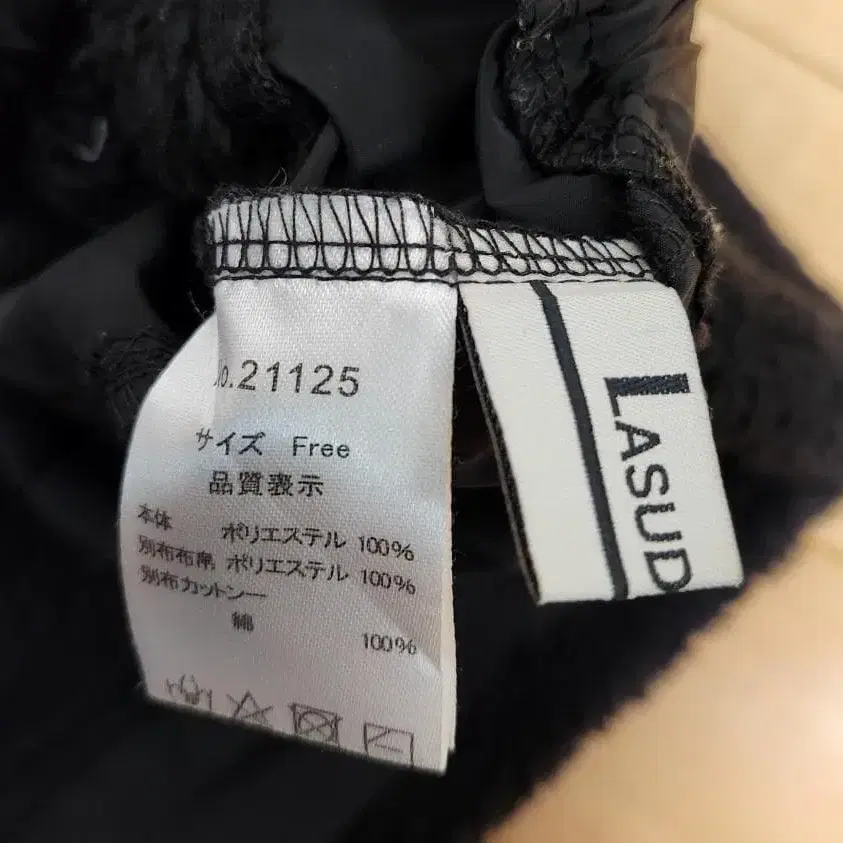 No.21125
サイズ Free
品質表示
本体 ポリエステル 100%
別布布帛 ポリエステル 100%
別布カットソー
綿 100%
LASUD